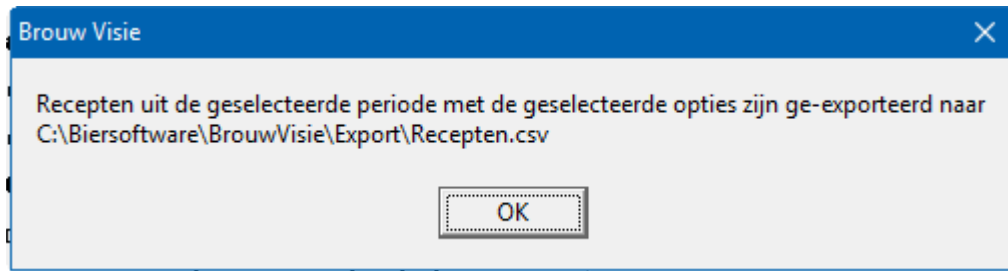 Brouw Visie
Recepten uit de geselecteerde periode met de geselecteerde opties zijn ge-exporteerd naar
C:\Biersoftware\BrouwVisie\Export\Recepten.csv
OK